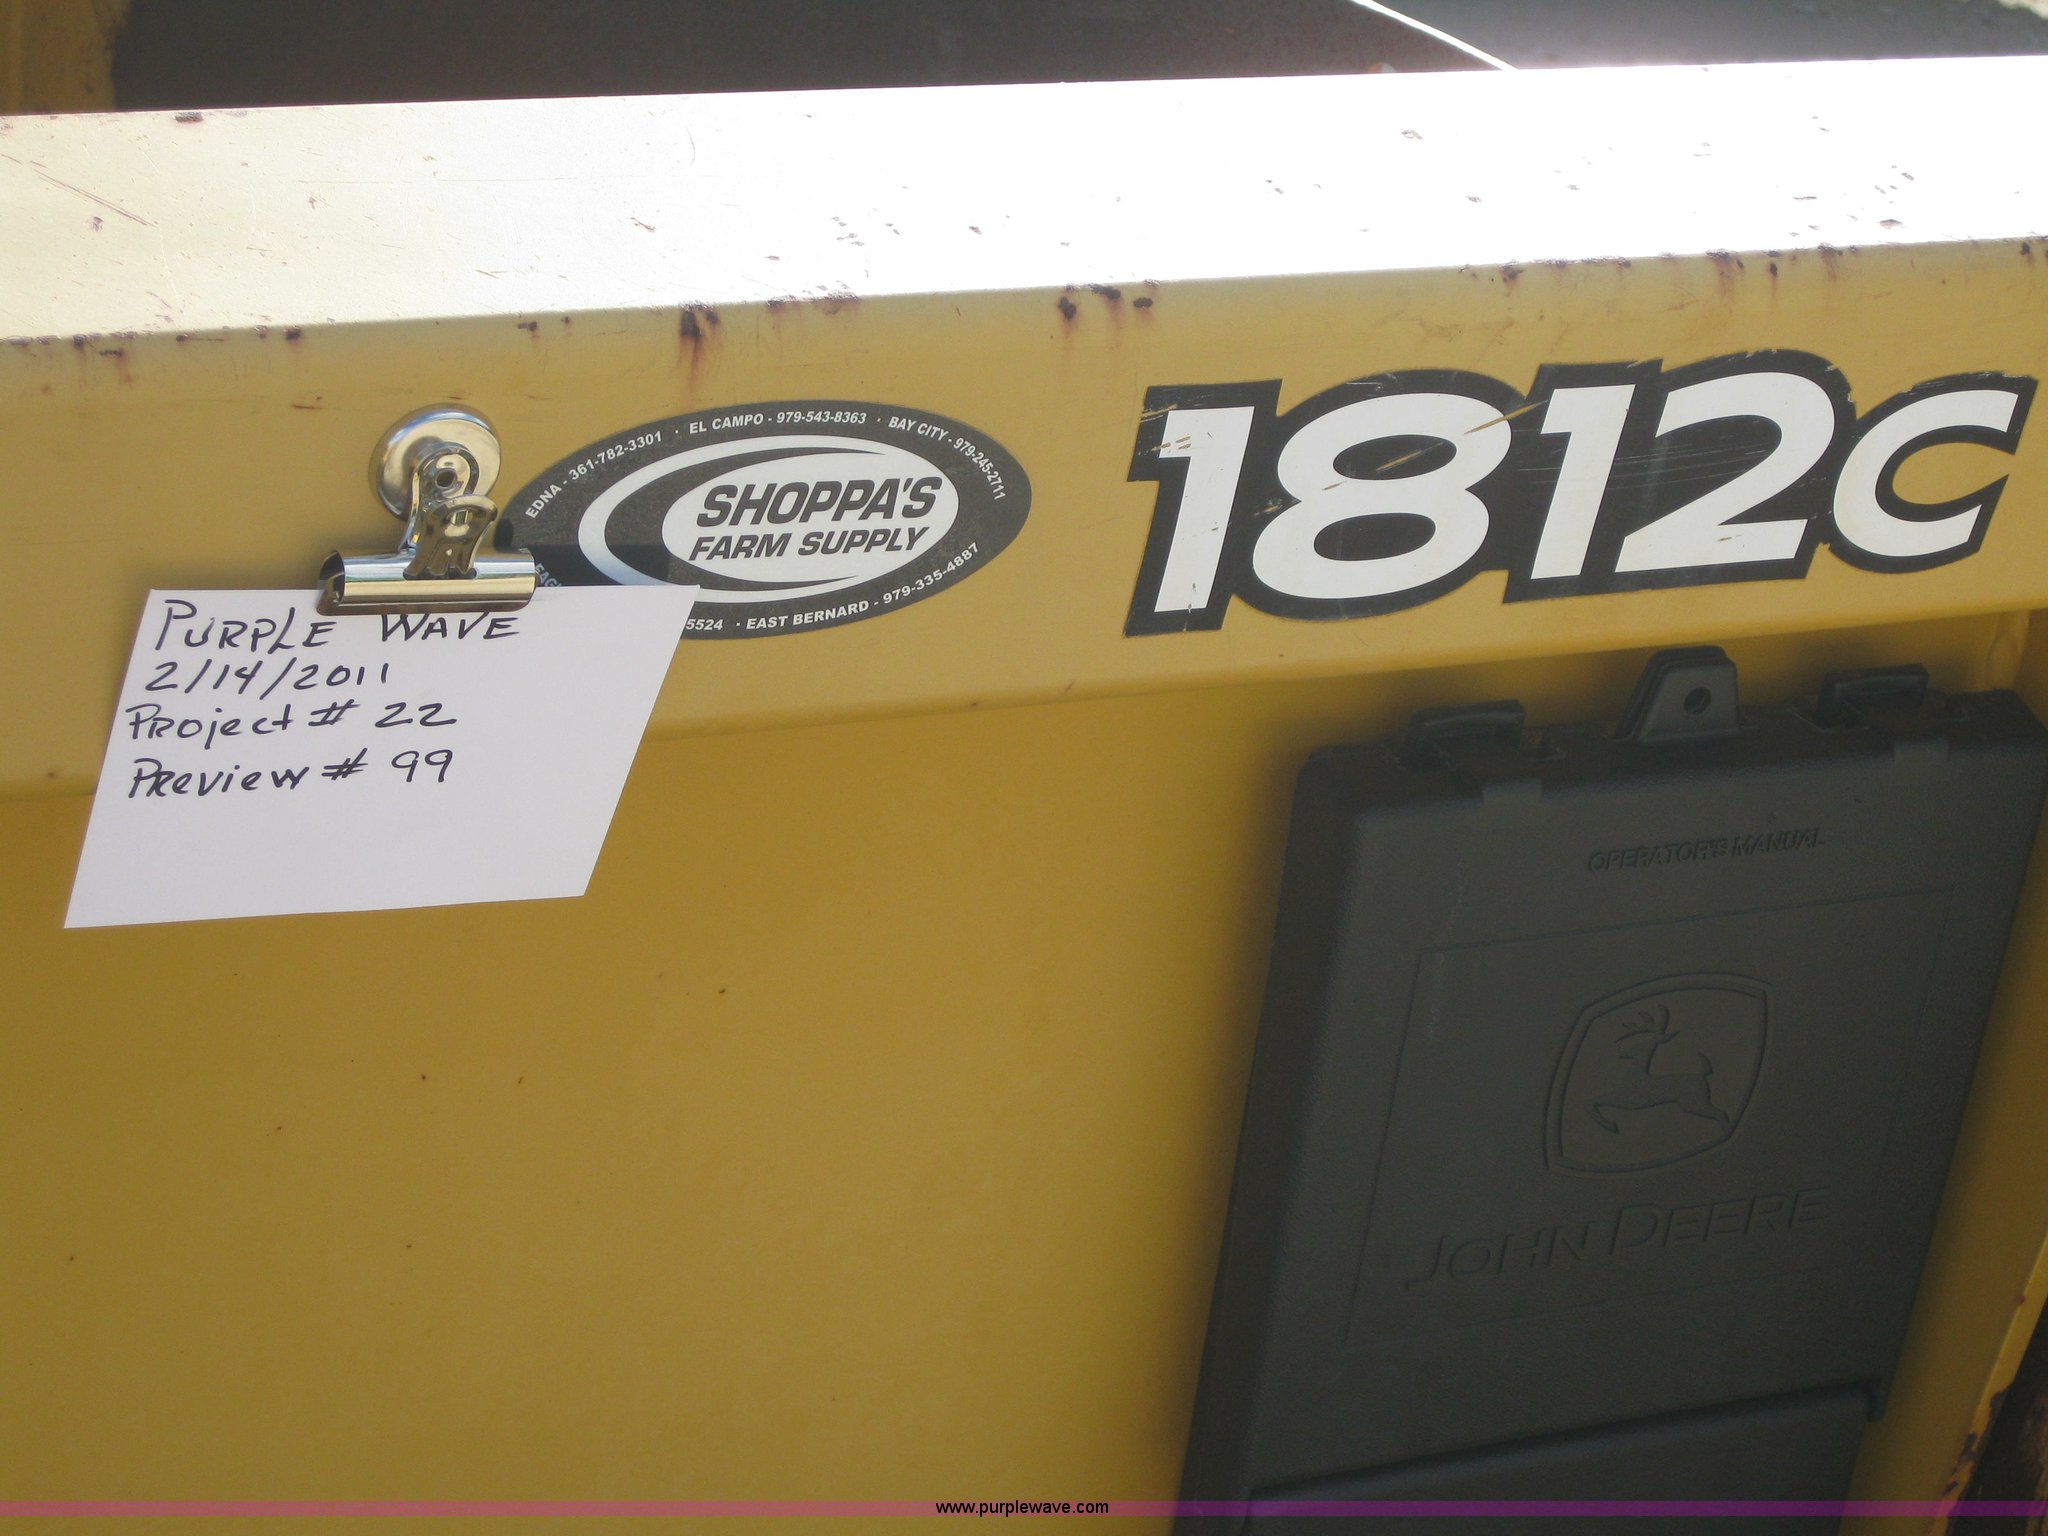 EDNA - 361-782-3301 · EL CAMPO - 979-543-8363 · BAY CITY - 979-245-2711
SHOPPA'S
FARM SUPPLY
5524 · EAST BERNARD - 979-335-4887
1812C
PURPLE WAVE
2/14/2011
Project # 22
Preview # 99
OPERATOR'S MANUAL
JOHN DEERE
www.purplewave.com